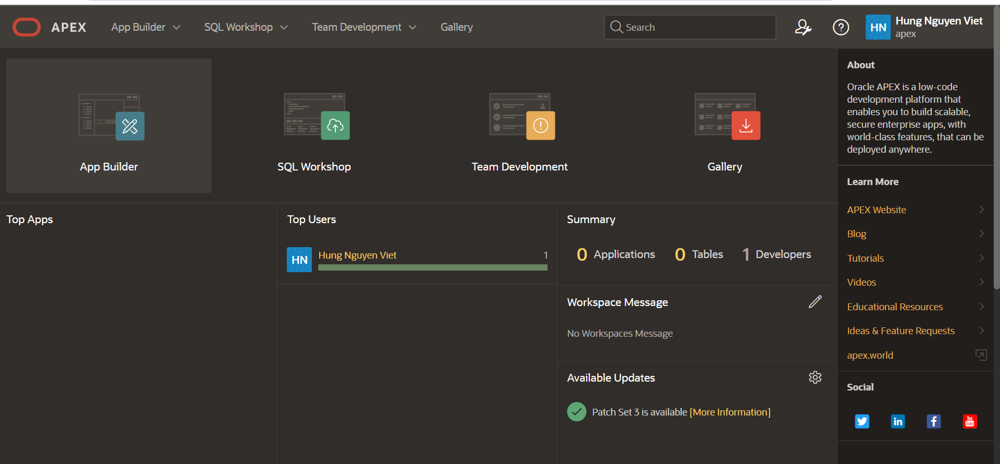 APEX
App Builder
SQL Workshop
Team Development
Gallery
Search
HN
Hung Nguyen Viet
apex
App Builder
SQL Workshop
Team Development
Gallery
About
Oracle APEX is a low-code
development platform that
enables you to build scalable,
secure enterprise apps, with
world-class features, that can be
deployed anywhere.
Learn More
APEX Website
Blog
Tutorials
Videos
Educational Resources
Ideas & Feature Requests
apex.world
Social
Top Apps
Top Users
HN
Hung Nguyen Viet
1
Summary
0 Applications
0 Tables
1 Developers
Workspace Message
No Workspaces Message
Available Updates
Patch Set 3 is available [More Information]
in
f
You
Tube